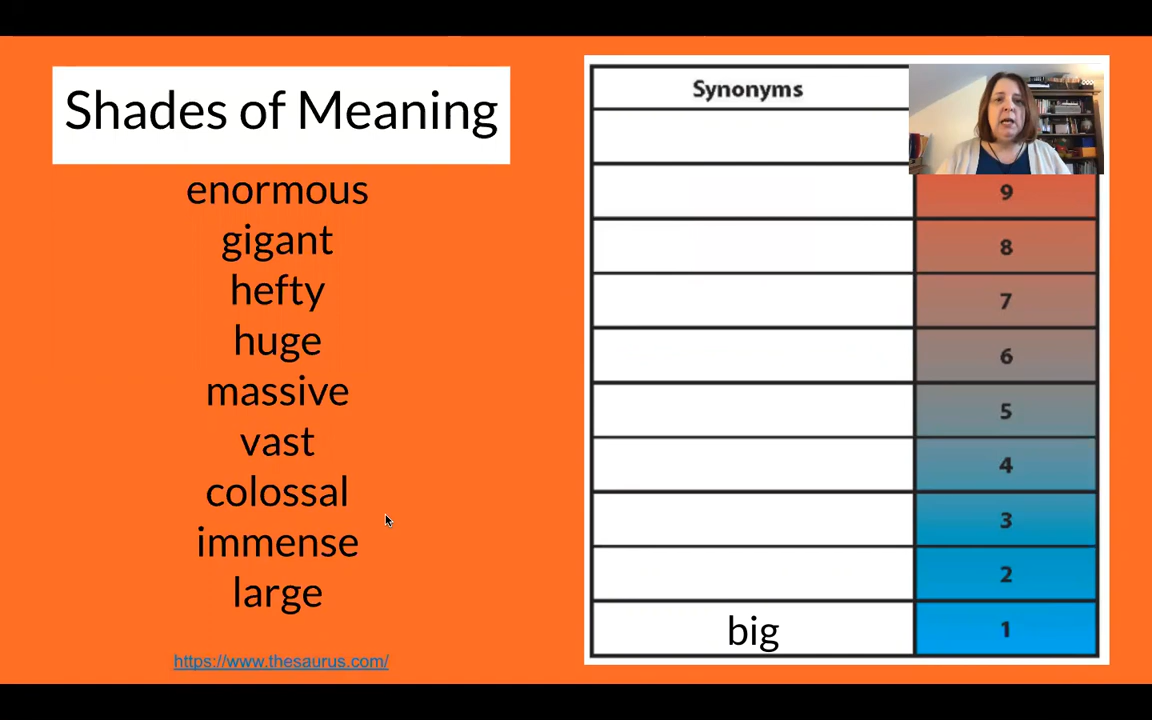 Shades of Meaning
enormous
gigant
hefty
huge
massive
vast
colossal
immense
large
https://www.thesaurus.com/
Synonyms
9
8
7
6
5
4
3
2
big 1